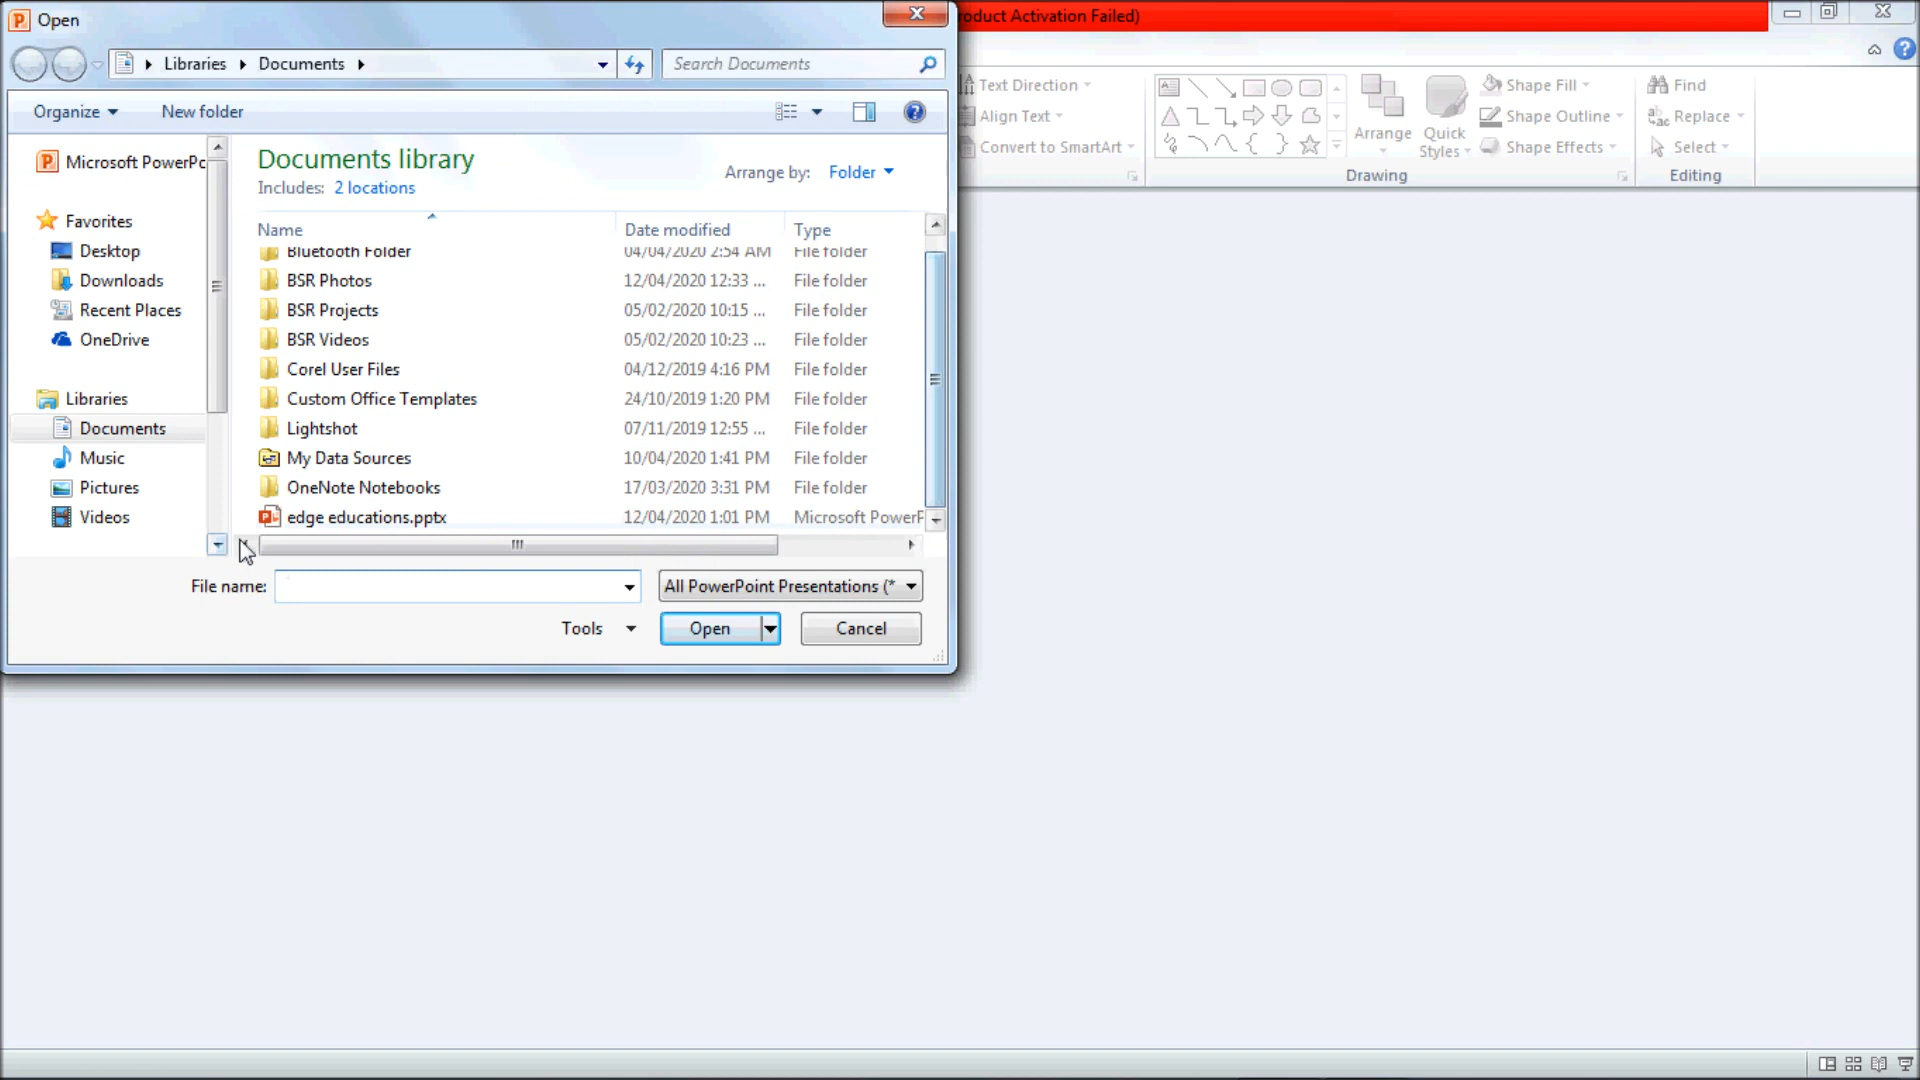 Open
roduct Activation Failed)
Libraries Documents
Search Documents
Organize New folder
Text Direction
Align Text
Convert to SmartArt
Arrange
Quick
Styles
Shape Fill
Shape Outline
Shape Effects
Find
Replace
Select
Drawing
Editing
Microsoft PowerPc
Favorites
Desktop
Downloads
Recent Places
OneDrive
Libraries
Documents
Music
Pictures
Videos
Documents library
Includes: 2 locations
Arrange by: Folder
Name Date modified Type
Bluetooth Folder 04/04/2020 2:54 AM File folder
BSR Photos 12/04/2020 12:33 ... File folder
BSR Projects 05/02/2020 10:15 ... File folder
BSR Videos 05/02/2020 10:23 ... File folder
Corel User Files 04/12/2019 4:16 PM File folder
Custom Office Templates 24/10/2019 1:20 PM File folder
Lightshot 07/11/2019 12:55 ... File folder
My Data Sources 10/04/2020 1:41 PM File folder
OneNote Notebooks 17/03/2020 3:31 PM File folder
edge educations.pptx 12/04/2020 1:01 PM Microsoft PowerP
File name:
All PowerPoint Presentations (*
Tools Open Cancel